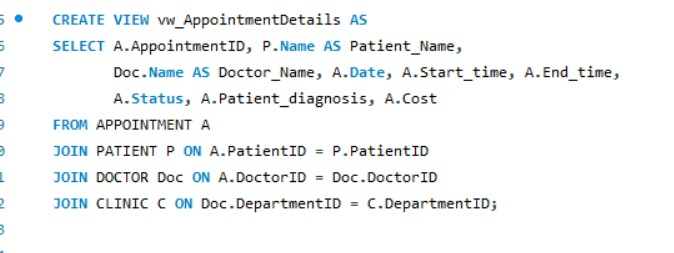 CREATE VIEW vw_AppointmentDetails AS
SELECT A.AppointmentID, P.Name AS Patient_Name,
Doc.Name AS Doctor_Name, A.Date, A.Start_time, A.End_time,
A.Status, A.Patient_diagnosis, A.Cost
FROM APPOINTMENT A
JOIN PATIENT P ON A.PatientID = P.PatientID
JOIN DOCTOR Doc ON A.DoctorID = Doc.DoctorID
JOIN CLINIC C ON Doc.DepartmentID = C.DepartmentID;